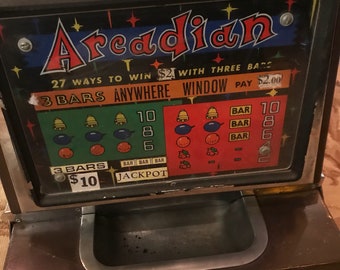 Arcadian
27 WAYS TO WIN $2 WITH THREE BARS
3 BARS ANYWHERE WINDOW PAY $2.00
10 BAR 10
8 BAR 8
6 BAR 6
3 BARS BAR BAR BAR
$10 JACKPOT